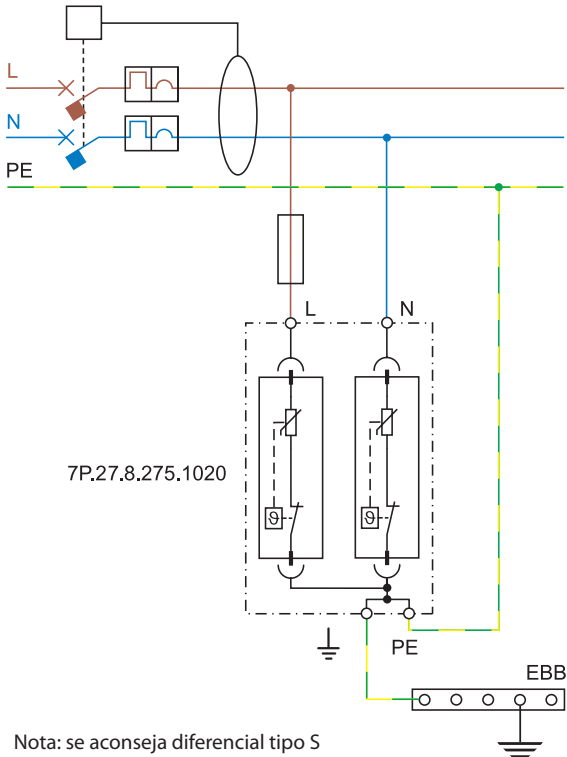 L
N
PE
L
N
7P.27.8.275.1020
ϑ
ϑ
PE
EBB
Nota: se aconseja diferencial tipo S